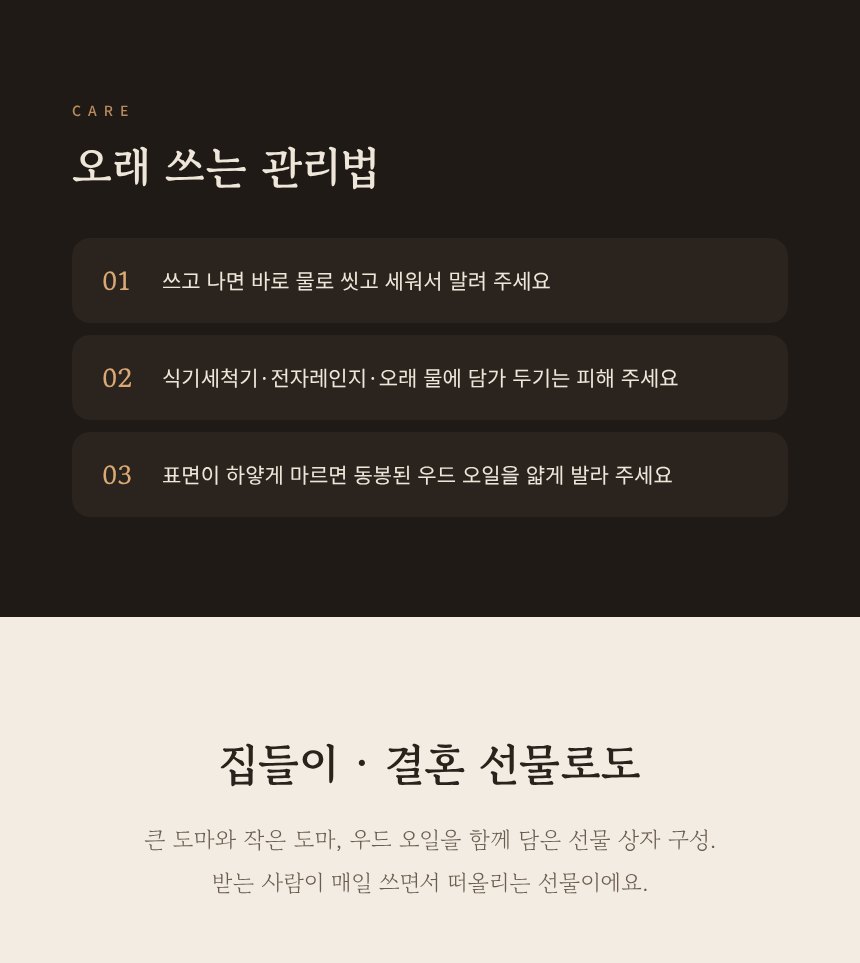 CARE
오래 쓰는 관리법
01 쓰고 나면 바로 물로 씻고 세워서 말려 주세요
02 식기세척기·전자레인지·오래 물에 담가 두기는 피해 주세요
03 표면이 하얗게 마르면 동봉된 우드 오일을 얇게 발라 주세요
집들이 · 결혼 선물로도
큰 도마와 작은 도마, 우드 오일을 함께 담은 선물 상자 구성.
받는 사람이 매일 쓰면서 떠올리는 선물이에요.